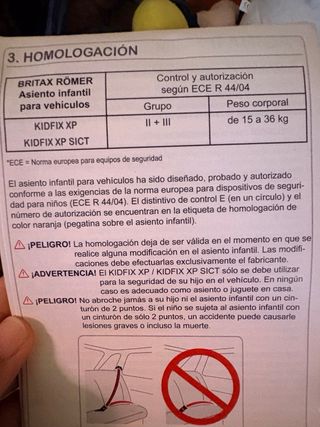 3. HOMOLOGACIÓN
BRITAX RÖMER
Asiento infantil
para vehículos
Control y autorización
según ECE R 44/04
Grupo
Peso corporal
KIDFIX XP
KIDFIX XP SICT
II + III
de 15 a 36 kg
*ECE = Norma europea para equipos de seguridad
El asiento infantil para vehículos ha sido diseñado, probado y autorizado
conforme a las exigencias de la norma europea para dispositivos de seguri-
dad para niños (ECE R 44/04). El distintivo de control E (en un círculo) y el
número de autorización se encuentran en la etiqueta de homologación de
color naranja (pegatina sobre el asiento infantil).
¡PELIGRO! La homologación deja de ser válida en el momento en que se
realice alguna modificación en el asiento infantil. Las modifi-
caciones debe efectuarlas exclusivamente el fabricante.
¡ADVERTENCIA! El KIDFIX XP / KIDFIX XP SICT sólo se debe utilizar
para la seguridad de su hijo en el vehículo. En ningún
caso es adecuado como asiento o juguete en casa.
¡PELIGRO! No abroche jamás a su hijo ni el asiento infantil con un cin-
turón de 2 puntos. Si el niño se sujeta al asiento infantil con
un cinturón de sólo 2 puntos, un accidente puede causarle
lesiones graves o incluso la muerte.